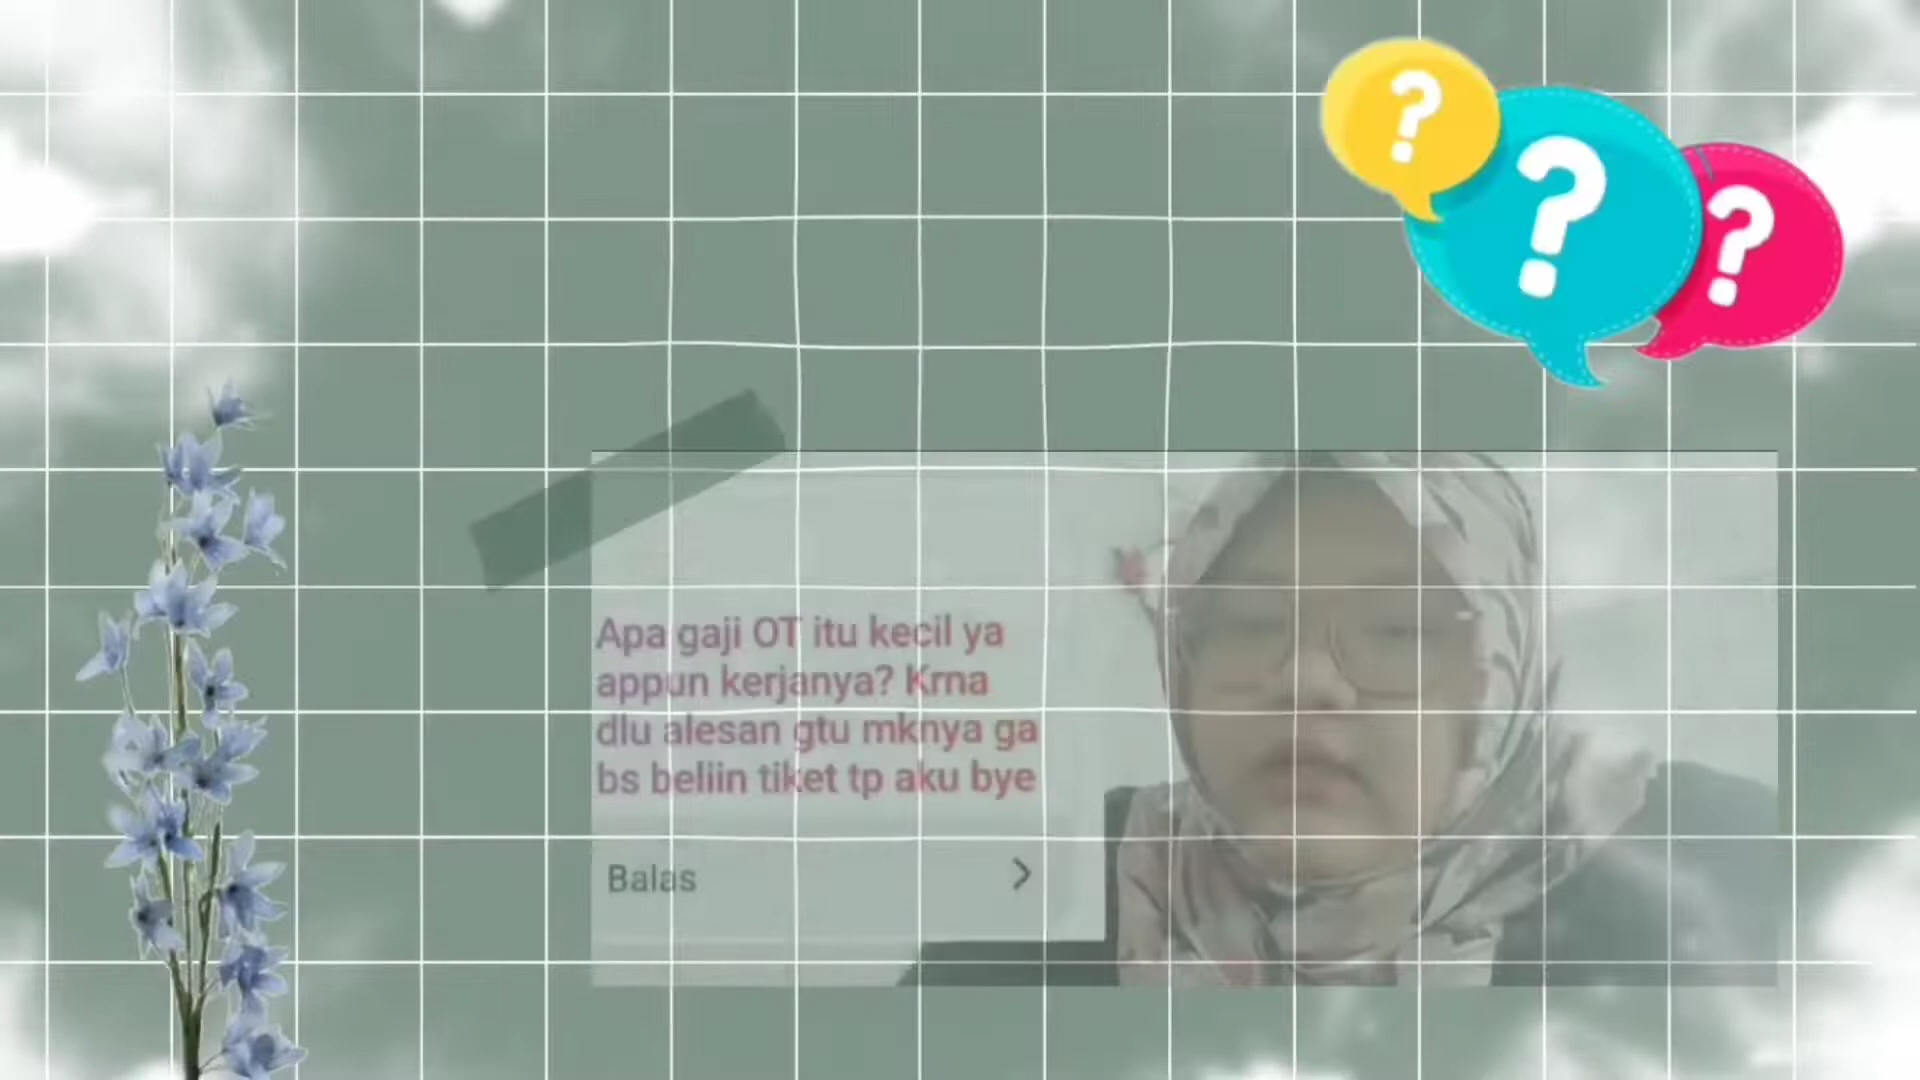 ?
?
?
Apa gaji OT itu kecil ya
appun kerjanya? Krna
dlu alesan gtu mknya ga
bs beliin tiket tp aku bye
Balas